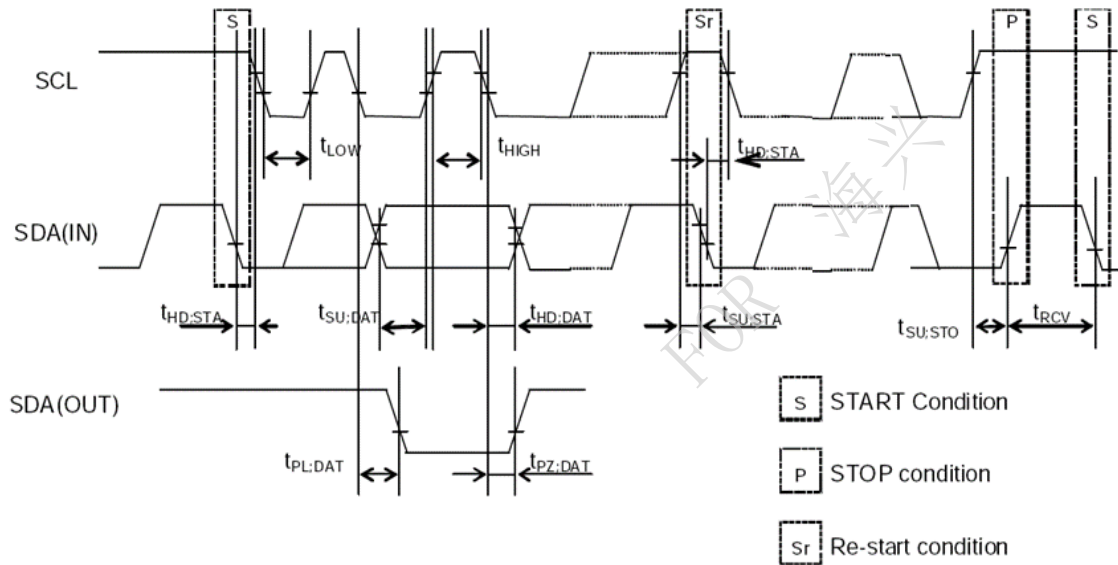 S Sr P S
SCL
tLOW tHIGH tHD;STA
SDA(IN)
tHD;STA tSU;DAT tHD;DAT tSU;STA tSU;STO tRCV
SDA(OUT)
tPL;DAT tPZ;DAT
S START Condition
P STOP condition
Sr Re-start condition
FOR 海兴